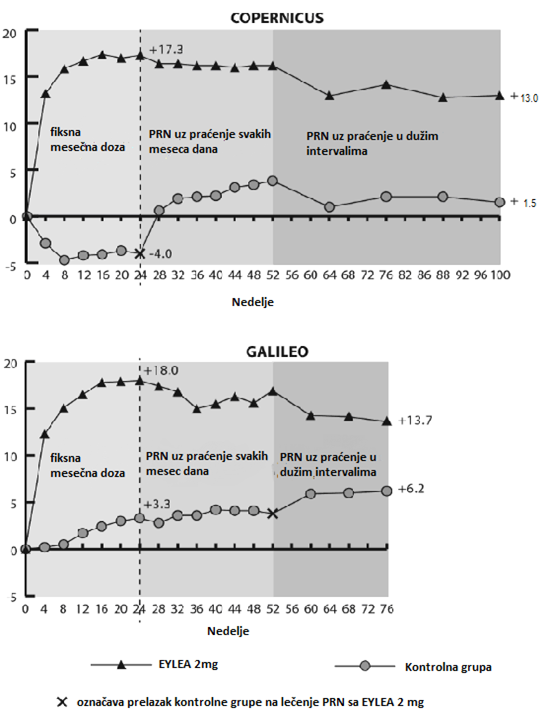 COPERNICUS
20
15
10
5
0
-5
+17.3
-4.0
+ 13.0
+ 1.5
fiksna
mesečna doza
PRN uz praćenje svakih
meseca dana
PRN uz praćenje u dužim
intervalima
0 4 8 12 16 20 24 28 32 36 40 44 48 52 56 60 64 68 72 76 80 84 88 92 96 100
Nedelje
GALILEO
20
15
10
5
0
5
+18.0
+3.3
+13.7
+6.2
fiksna
mesečna doza
PRN uz praćenje svakih
mesec dana
PRN uz praćenje u
dužim intervalima
0 4 8 12 16 20 24 28 32 36 40 44 48 52 56 60 64 68 72 76
Nedelje
EYLEA 2mg
Kontrolna grupa
označava prelazak kontrolne grupe na lečenje PRN sa EYLEA 2 mg